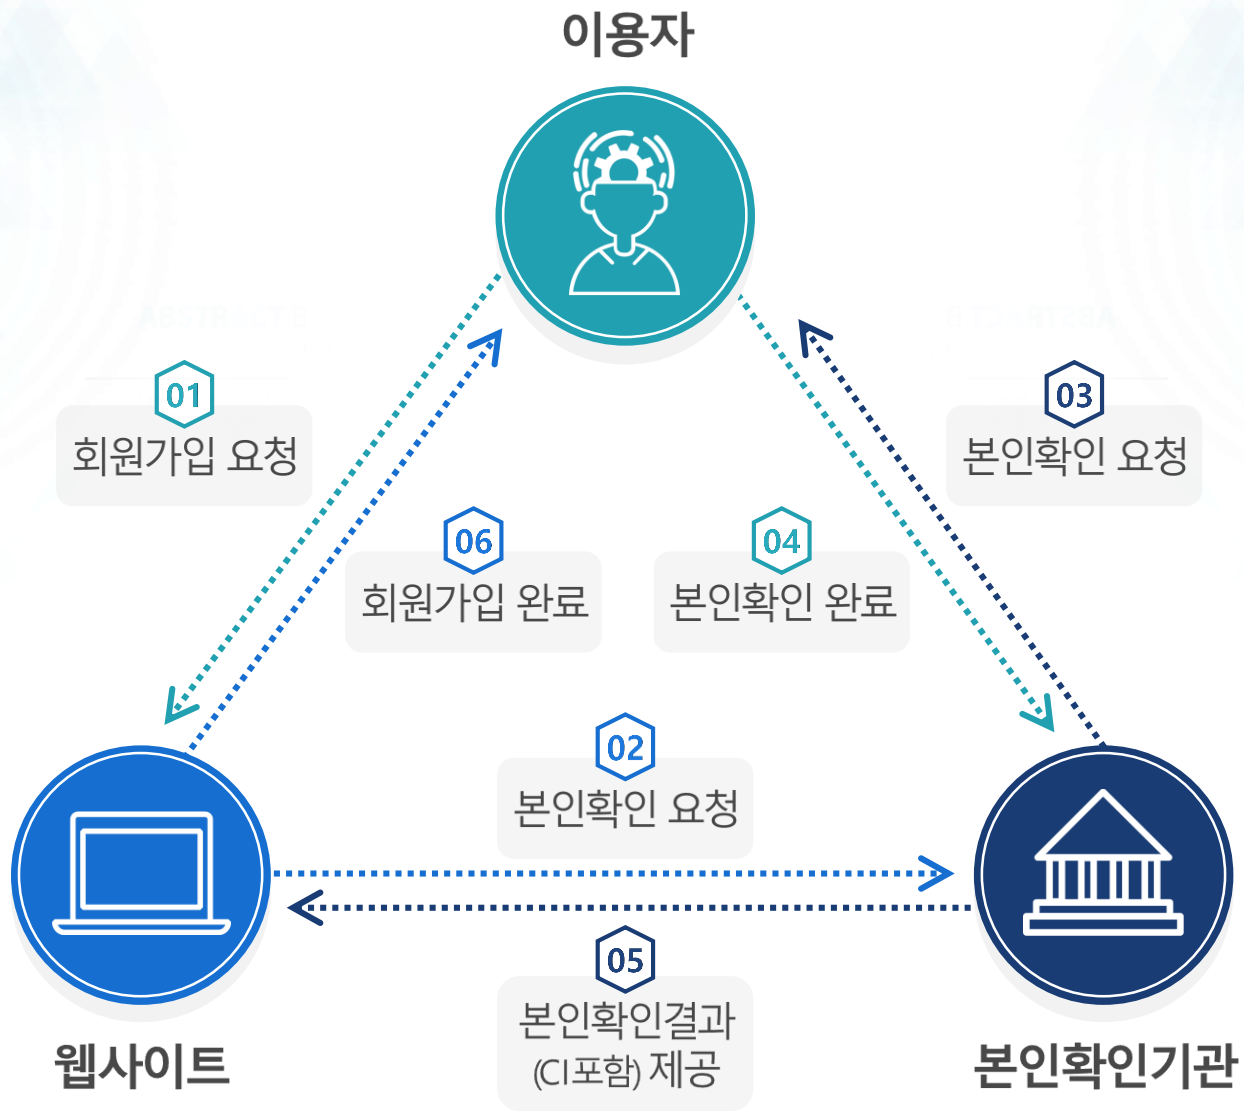 이용자
01
회원가입 요청
03
본인확인 요청
06
회원가입 완료
04
본인확인 완료
02
본인확인 요청
05
본인확인결과
(CI포함) 제공
웹사이트
본인확인기관